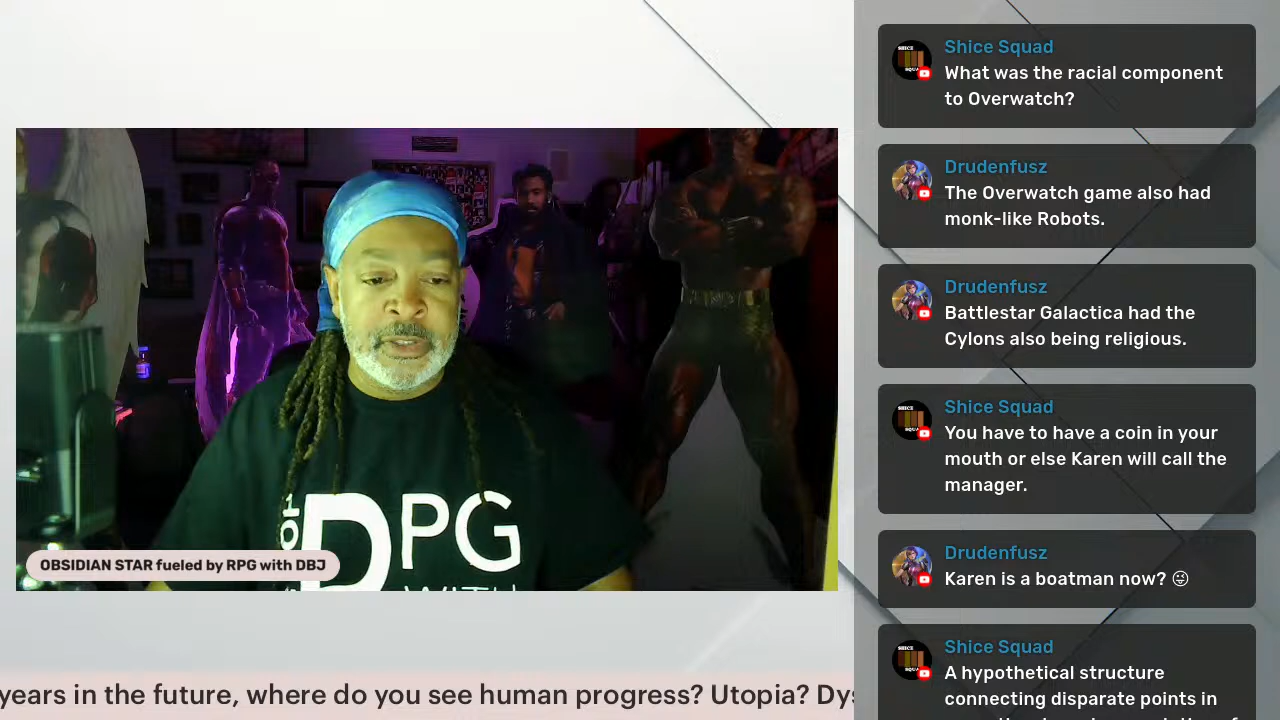 Shice Squad
What was the racial component
to Overwatch?
Drudenfusz
The Overwatch game also had
monk-like Robots.
Drudenfusz
Battlestar Galactica had the
Cylons also being religious.
Shice Squad
You have to have a coin in your
mouth or else Karen will call the
manager.
Drudenfusz
Karen is a boatman now? 😜
Shice Squad
A hypothetical structure
connecting disparate points in
PG
D
OBSIDIAN STAR fueled by RPG with DBJ
years in the future, where do you see human progress? Utopia?